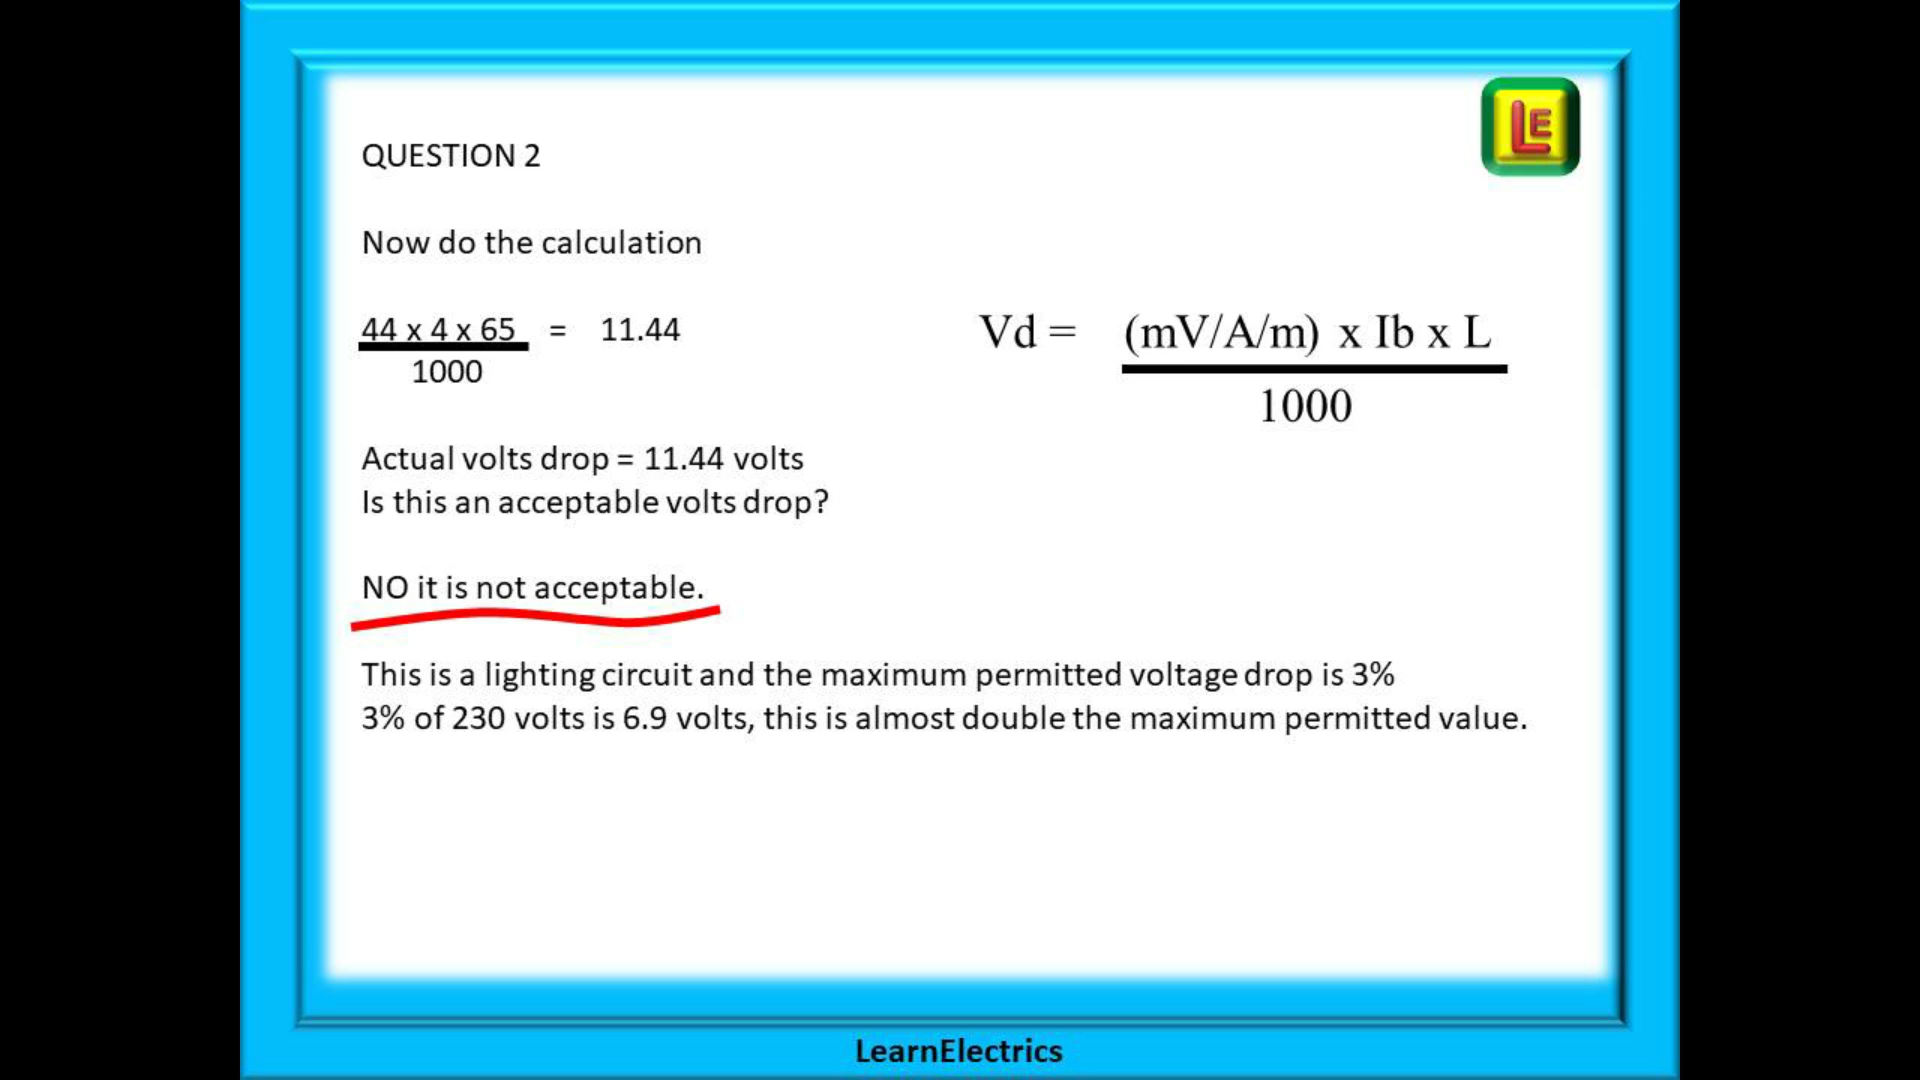 LE
QUESTION 2
Now do the calculation
44 x 4 x 65 = 11.44
1000
Vd = (mV/A/m) x Ib x L
1000
Actual volts drop = 11.44 volts
Is this an acceptable volts drop?
NO it is not acceptable.
This is a lighting circuit and the maximum permitted voltage drop is 3%
3% of 230 volts is 6.9 volts, this is almost double the maximum permitted value.
LearnElectrics